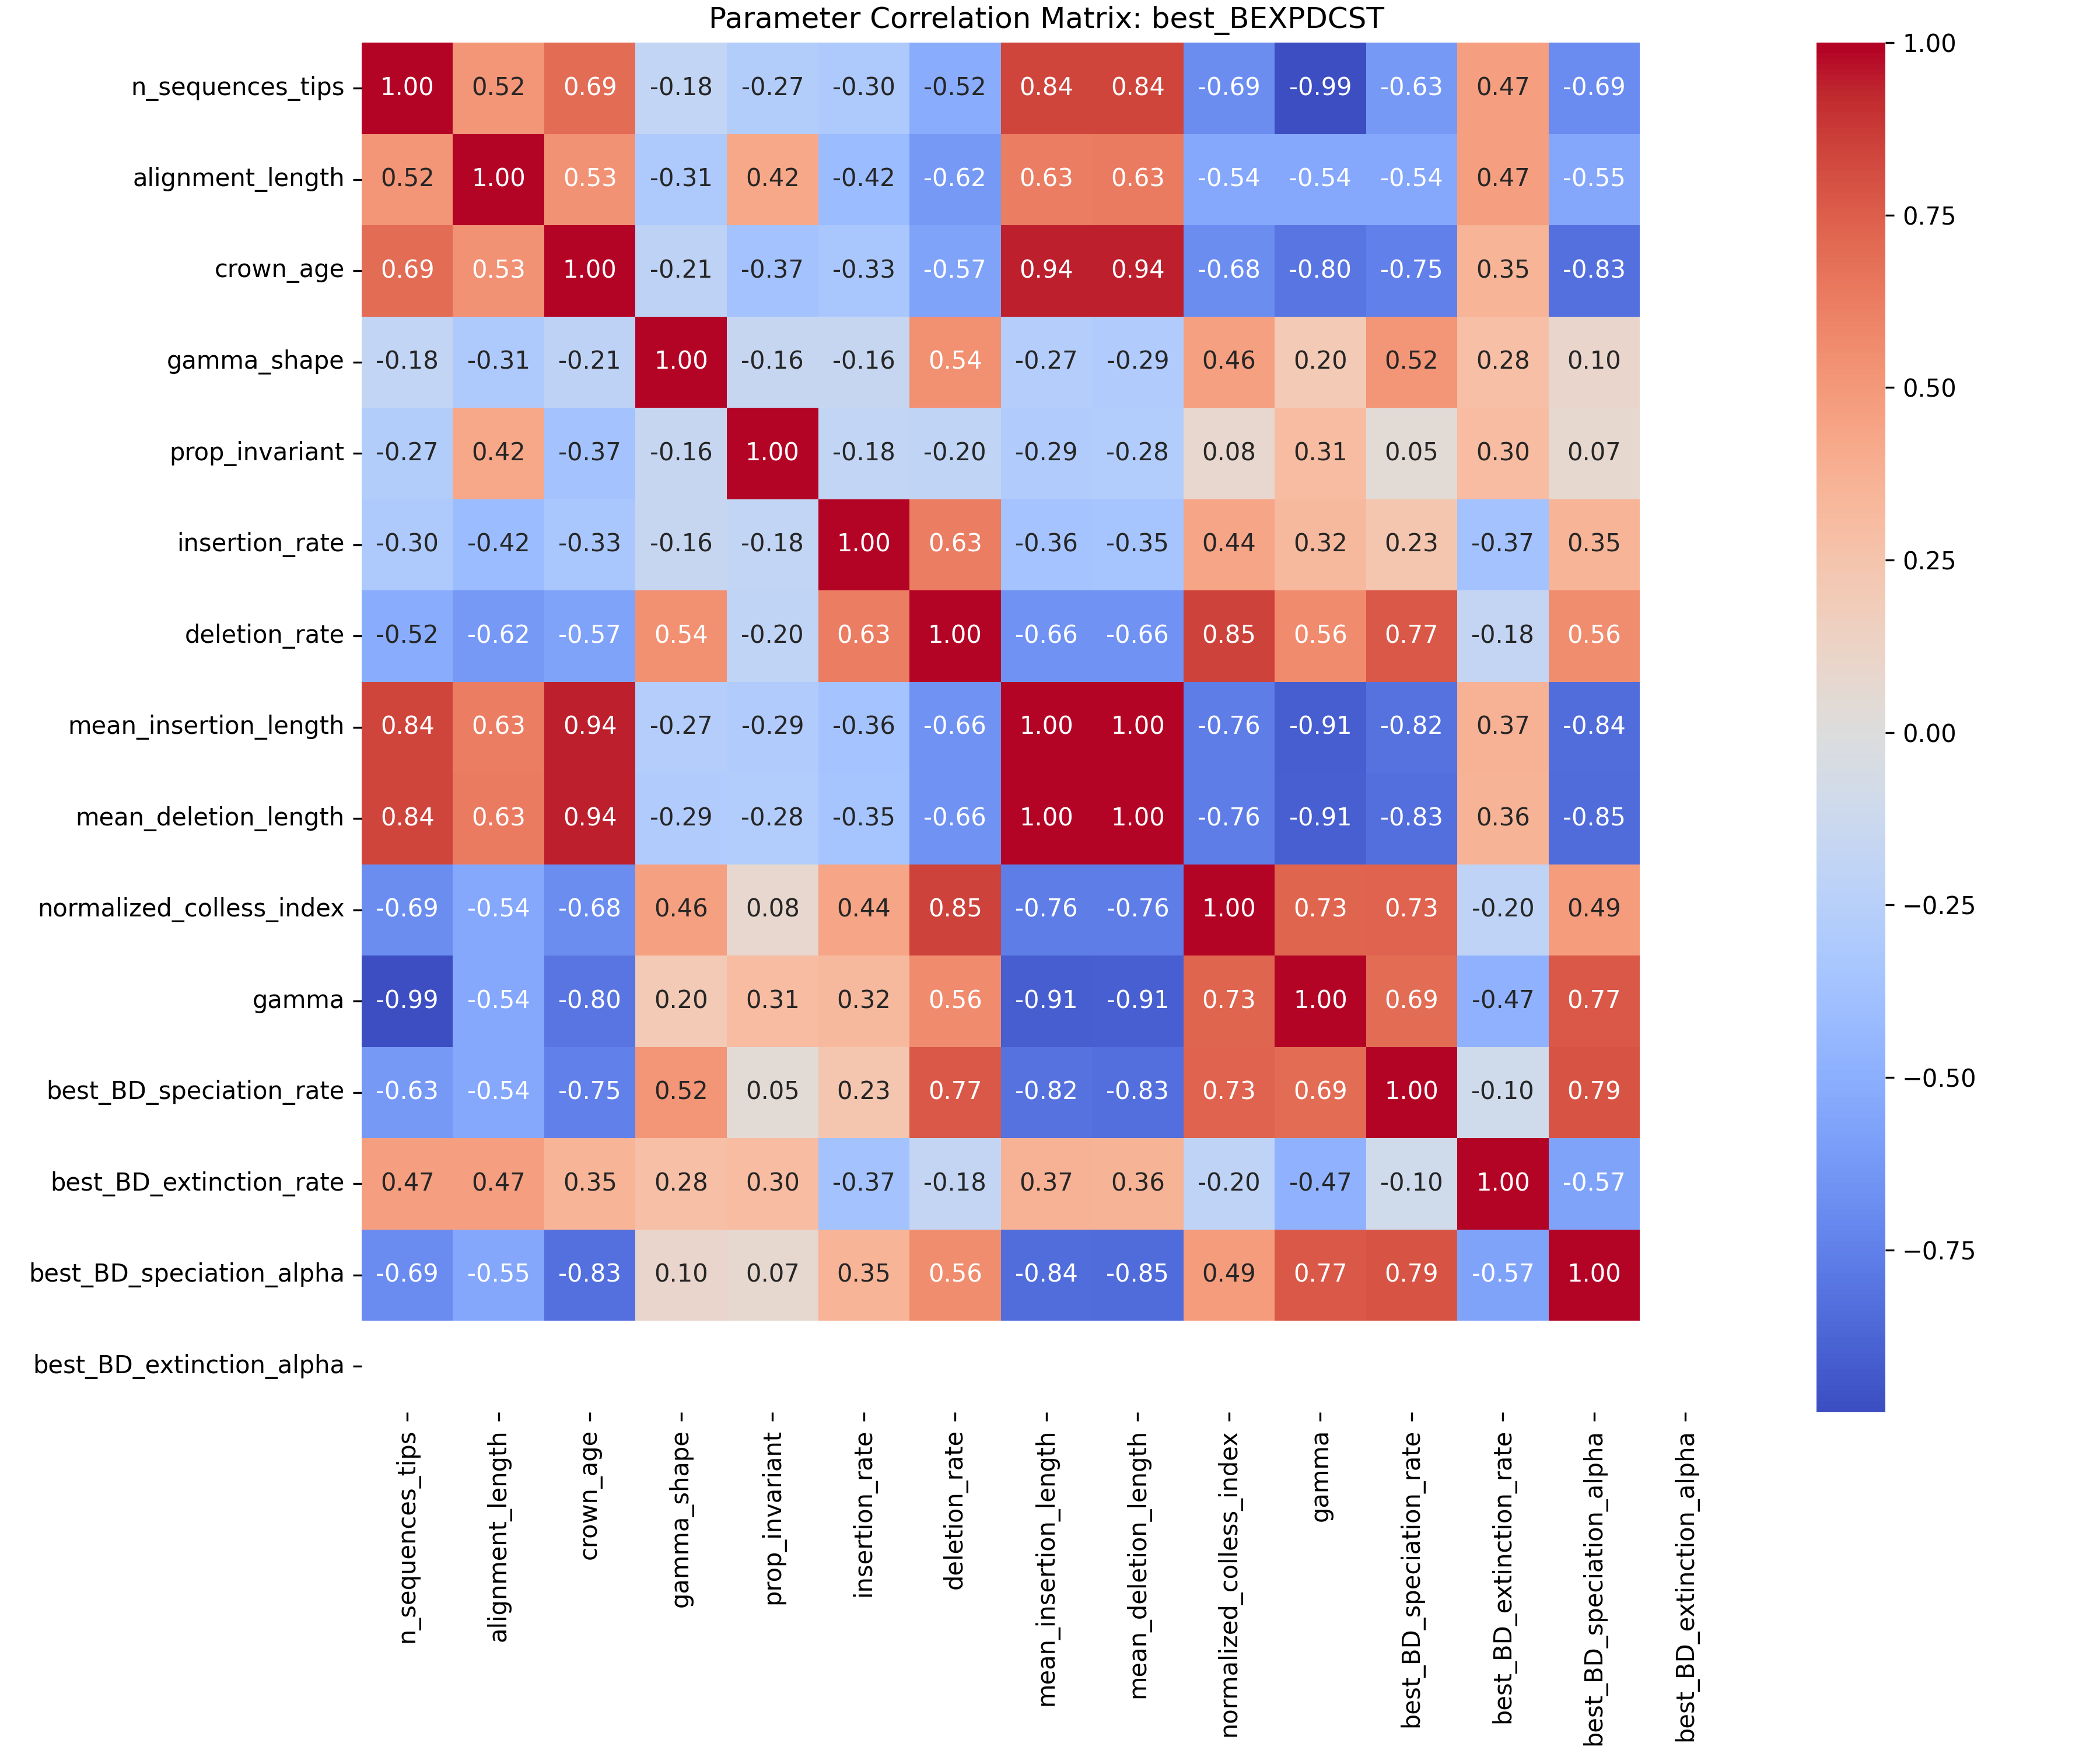 Parameter Correlation Matrix: best_BEXPDCST
n_sequences_tips 1.00 0.52 0.69 -0.18 -0.27 -0.30 -0.52 0.84 0.84 -0.69 -0.99 -0.63 0.47 -0.69
alignment_length 0.52 1.00 0.53 -0.31 0.42 -0.42 -0.62 0.63 0.63 -0.54 -0.54 -0.54 0.47 -0.55
crown_age 0.69 0.53 1.00 -0.21 -0.37 -0.33 -0.57 0.94 0.94 -0.68 -0.80 -0.75 0.35 -0.83
gamma_shape -0.18 -0.31 -0.21 1.00 -0.16 -0.16 0.54 -0.27 -0.29 0.46 0.20 0.52 0.28 0.10
prop_invariant -0.27 0.42 -0.37 -0.16 1.00 -0.18 -0.20 -0.29 -0.28 0.08 0.31 0.05 0.30 0.07
insertion_rate -0.30 -0.42 -0.33 -0.16 -0.18 1.00 0.63 -0.36 -0.35 0.44 0.32 0.23 -0.37 0.35
deletion_rate -0.52 -0.62 -0.57 0.54 -0.20 0.63 1.00 -0.66 -0.66 0.85 0.56 0.77 -0.18 0.56
mean_insertion_length 0.84 0.63 0.94 -0.27 -0.29 -0.36 -0.66 1.00 1.00 -0.76 -0.91 -0.82 0.37 -0.84
mean_deletion_length 0.84 0.63 0.94 -0.29 -0.28 -0.35 -0.66 1.00 1.00 -0.76 -0.91 -0.83 0.36 -0.85
normalized_colless_index -0.69 -0.54 -0.68 0.46 0.08 0.44 0.85 -0.76 -0.76 1.00 0.73 0.73 -0.20 0.49
gamma -0.99 -0.54 -0.80 0.20 0.31 0.32 0.56 -0.91 -0.91 0.73 1.00 0.69 -0.47 0.77
best_BD_speciation_rate -0.63 -0.54 -0.75 0.52 0.05 0.23 0.77 -0.82 -0.83 0.73 0.69 1.00 -0.10 0.79
best_BD_extinction_rate 0.47 0.47 0.35 0.28 0.30 -0.37 -0.18 0.37 0.36 -0.20 -0.47 -0.10 1.00 -0.57
best_BD_speciation_alpha -0.69 -0.55 -0.83 0.10 0.07 0.35 0.56 -0.84 -0.85 0.49 0.77 0.79 -0.57 1.00
best_BD_extinction_alpha
n_sequences_tips
alignment_length
crown_age
gamma_shape
prop_invariant
insertion_rate
deletion_rate
mean_insertion_length
mean_deletion_length
normalized_colless_index
gamma
best_BD_speciation_rate
best_BD_extinction_rate
best_BD_speciation_alpha
best_BD_extinction_alpha
1.00
0.75
0.50
0.25
0.00
−0.25
−0.50
−0.75